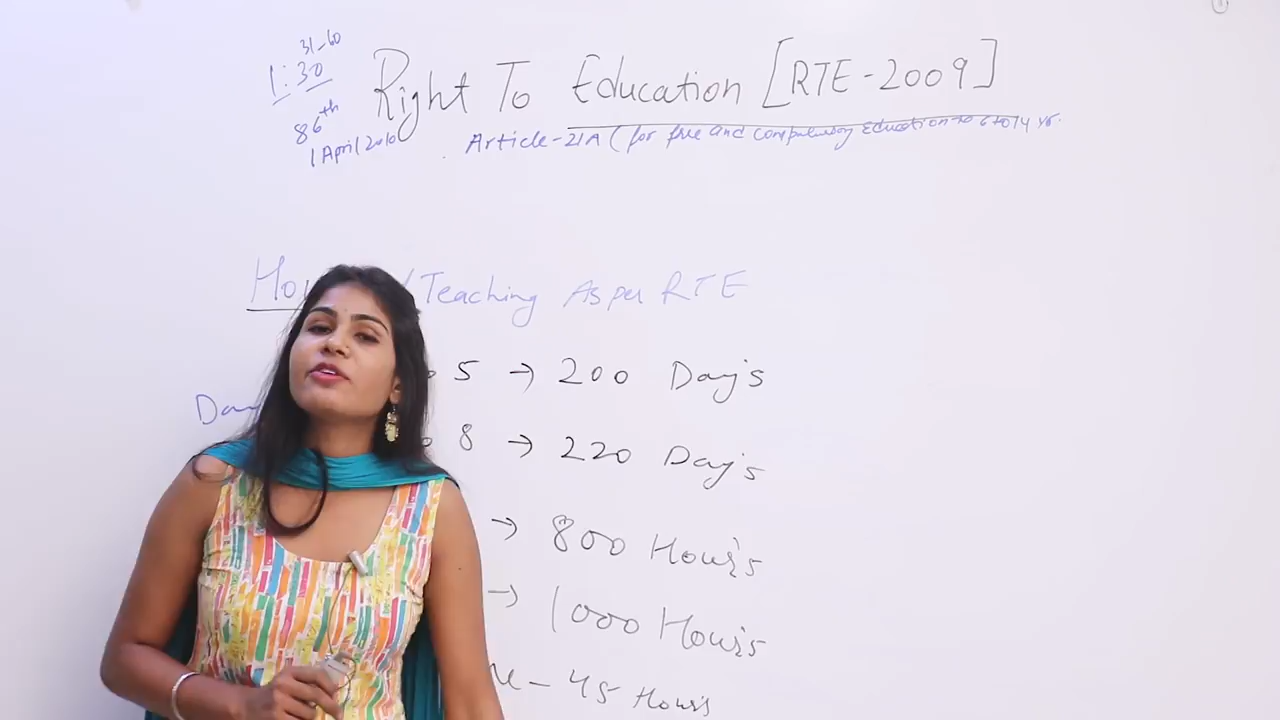 31-60
1:30
Right To Education [RTE-2009]
86th
1 April 2010
Article-21A (for free and compulsory Education to 6 to 14 yr.
Teaching As per RTE
5 → 200 Day's
8 → 220 Day's
→ 800 Hour's
→ 1000 Hour's
- 45 Hour's